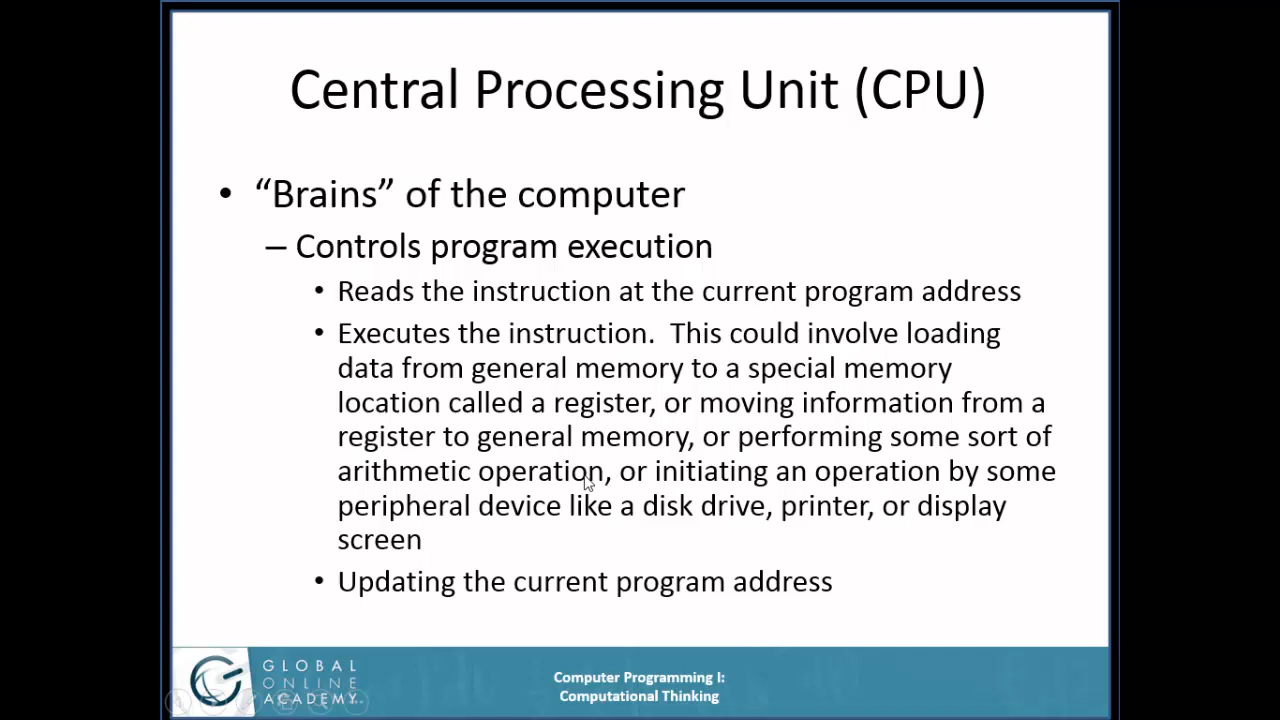 Central Processing Unit (CPU)
• “Brains” of the computer
– Controls program execution
• Reads the instruction at the current program address
• Executes the instruction.  This could involve loading
data from general memory to a special memory
location called a register, or moving information from a
register to general memory, or performing some sort of
arithmetic operation, or initiating an operation by some
peripheral device like a disk drive, printer, or display
screen
• Updating the current program address
GLOBAL
ONLINE
ACADEMY
Computer Programming I:
Computational Thinking